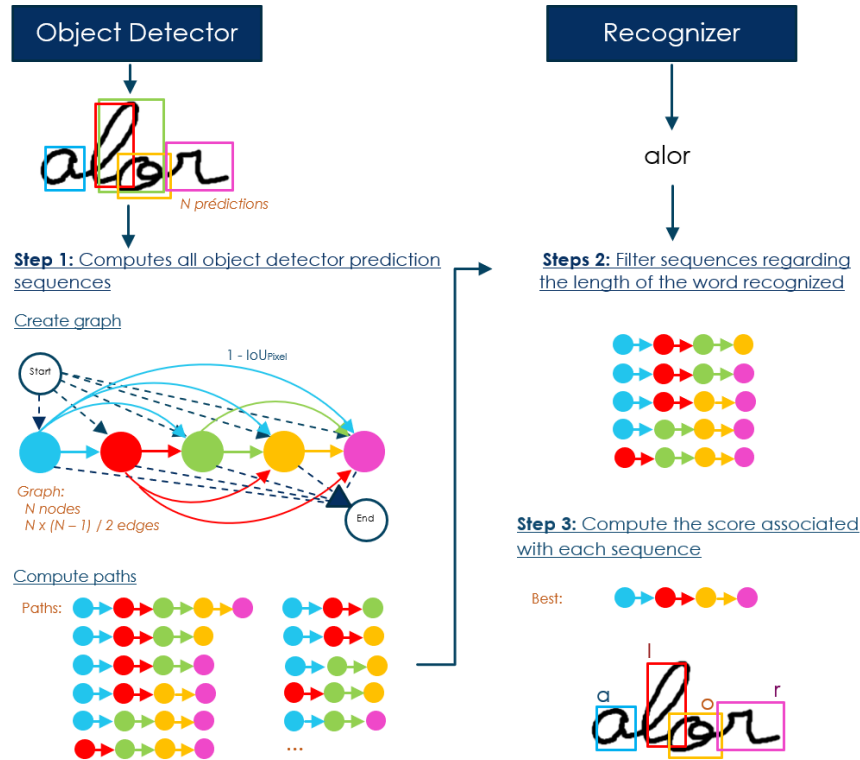 Object Detector
alor
N prédictions
Step 1: Computes all object detector prediction
sequences
Create graph
1 - IoUPixel
Start
Graph:
N nodes
N x (N – 1) / 2 edges
End
Compute paths
Paths:
...
Recognizer
alor
Steps 2: Filter sequences regarding
the length of the word recognized
Step 3: Compute the score associated
with each sequence
Best:
a
l
o
r
alor